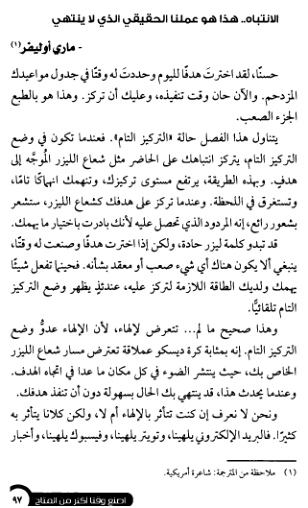 الانتباه.. هذا هو عملنا الحقيقي الذي لا ينتهي
- ماري أوليفر(١)
حسنًا، لقد اخترتَ هدفًا لليوم وحددتَ له وقتًا في جدول مواعيدك
المزدحم. والآن حان وقت تنفيذه، وعليك أن تركز. وهذا هو بالطبع
الجزء الصعب.
يتناول هذا الفصل حالة «التركيز التام». فعندما تكون في وضع
التركيز التام، يتركز انتباهك على الحاضر مثل شعاع الليزر الموجَّه إلى
هدفٍ. وبهذه الطريقة، يرتفع مستوى تركيزك، وتنهمك انهماكًا تامًا،
وتستغرق في اللحظة. وعندما تركز على هدفك كشعاع الليزر، ستشعر
بشعور رائع، إنه المردود الذي تحصل عليه لأنك بادرت باختيار ما يهمك.
قد تبدو كلمة ليزر حادة، ولكن إذا اخترت هدفًا وصنعت له وقتًا،
ينبغي ألا يكون هناك أي شيء صعب أو معقد بشأنه. فحينما تفعل شيئًا
يهمك ولديك الطاقة اللازمة لتركز عليه، عندئذٍ يظهر وضع التركيز
التام تلقائيًّا.
وهذا صحيح ما لم... تتعرض لإلهاء، لأن الإلهاء عدوُّ وضع
التركيز التام. إنه بمثابة كرة ديسكو عملاقة تعترض مسار شعاع الليزر
الخاص بك، حيث ينتشر الضوء في كل مكان ما عدا في اتجاه الهدف.
وعندما يحدث هذا، قد ينتهي بك الحال بسهولة دون أن تنفذ هدفك.
ونحن لا نعرف إن كنت تتأثر بالإلهاء أم لا، ولكن كلانا يتأثر به
كثيرًا. فالبريد الإلكتروني يلهينا، وتويتر يلهينا، وفيسبوك يلهينا، وأخبار
(١) ملاحظة من المترجمة: شاعرة أمريكية.
اصنع وقتًا أكثر من المتاح ٩٧